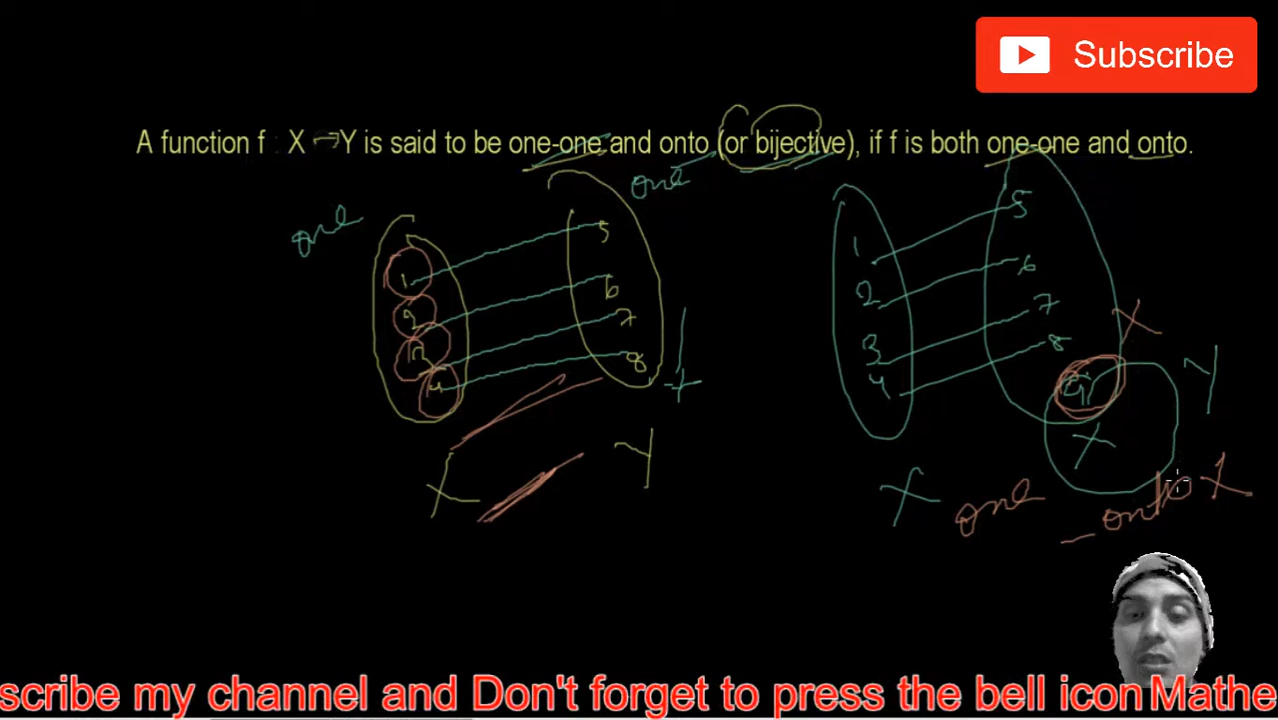 Subscribe
A function f : X → Y is said to be one-one and onto (or bijective), if f is both one-one and onto.
one
one
1 5
2 6
3 7
4 8
X Y
1 5
2 6
3 7
4 8
X
9
X
Y
X one onto X
scribe my channel and Don't forget to press the bell icon Mathe